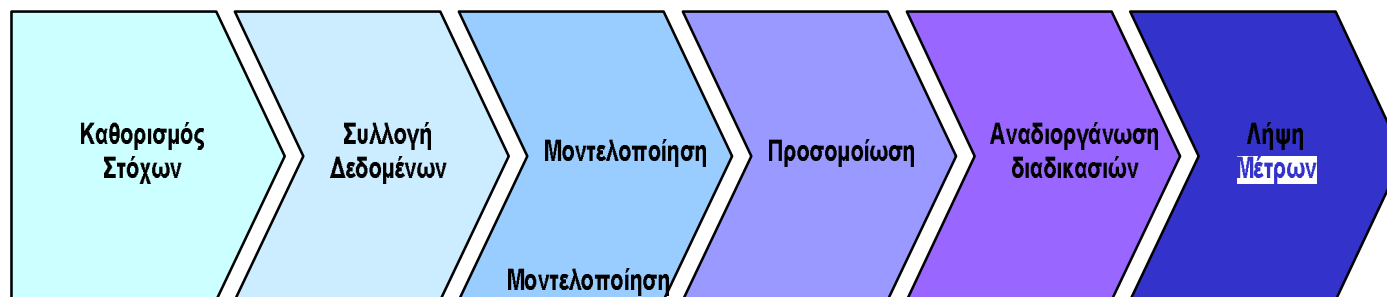 Καθορισμός
Στόχων
Συλλογή
Δεδομένων
Μοντελοποίηση
Μοντελοποίηση
Προσομοίωση
Αναδιοργάνωση
διαδικασιών
Λήψη
Μέτρων